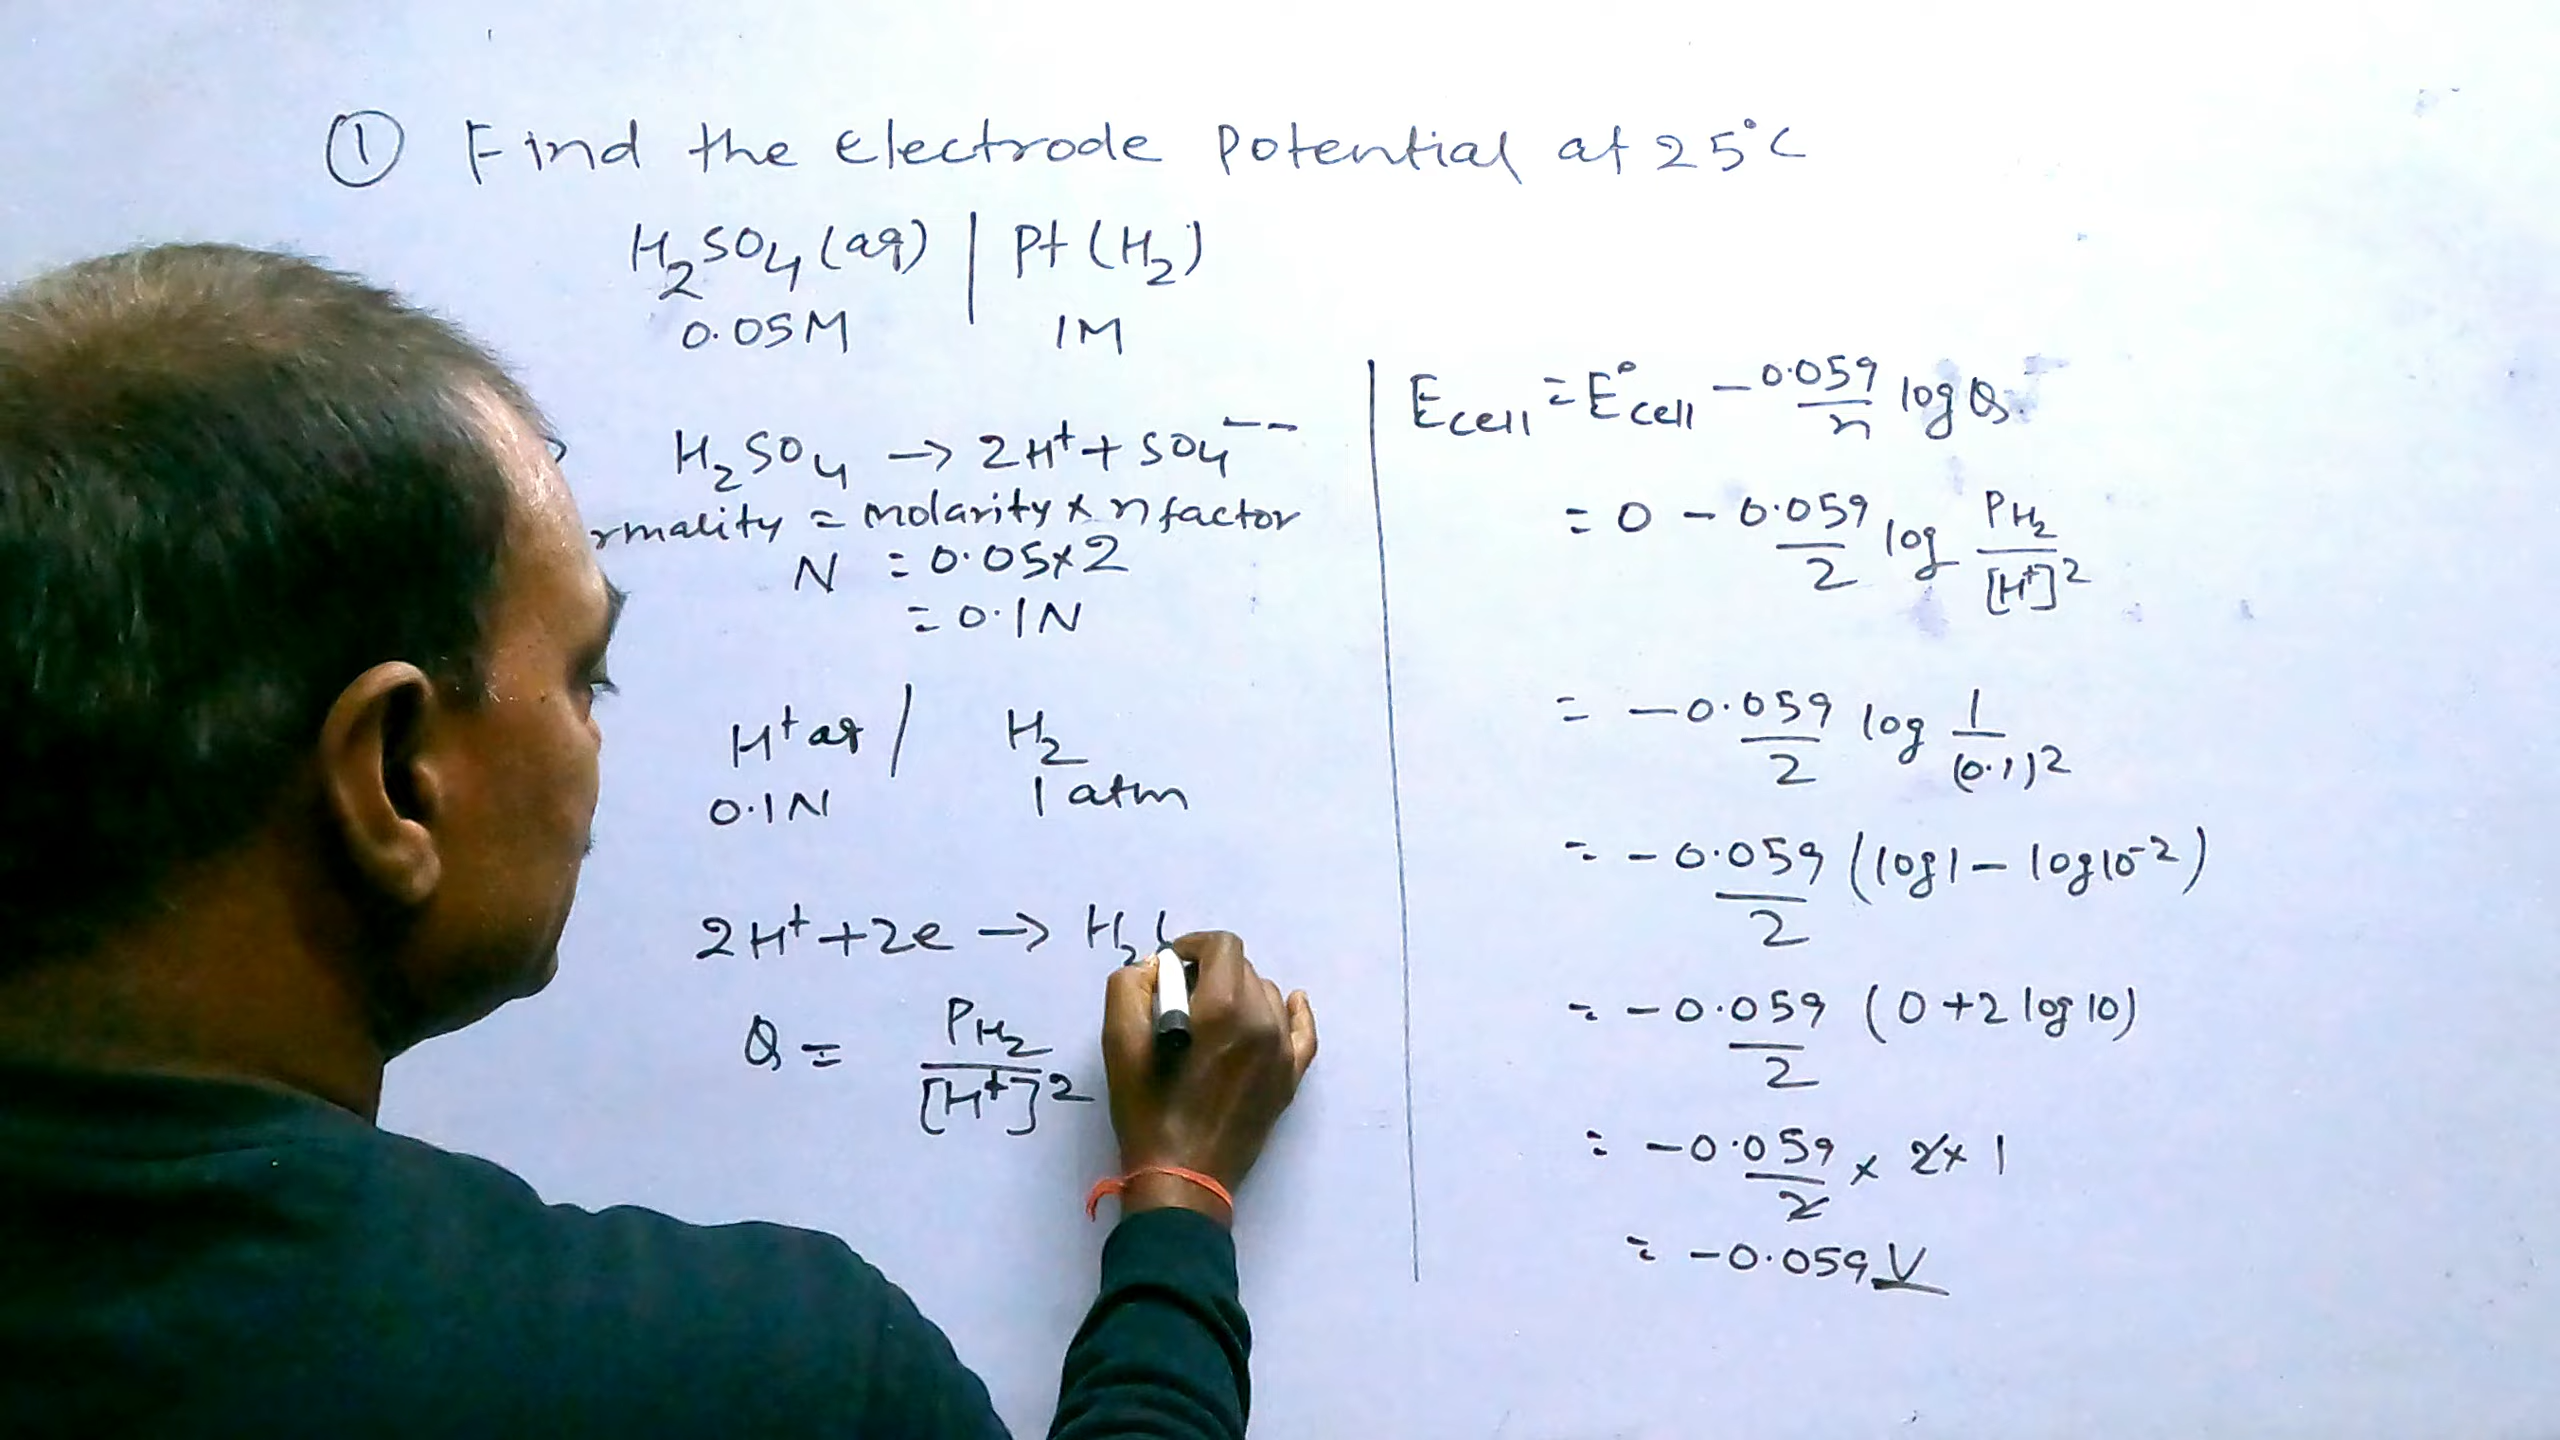 ① Find the electrode potential at 25°C
H₂SO₄(aq) | Pt(H₂)
0.05M 1M
H₂SO₄ → 2H⁺ + SO₄⁻⁻
rmality = molarity × n factor
N = 0.05×2
= 0.1N
H⁺aq / H₂
0.1N 1 atm
2H⁺ + 2e → H₂(
Q = PH₂/[H⁺]²
Ecell = E°cell − 0.059/n log Q
= 0 − 0.059/2 log PH₂/[H⁺]²
= −0.059/2 log 1/(0.1)²
= −0.059/2 (log1 − log10⁻²)
= −0.059/2 (0+2 log 10)
= −0.059/2 × 2×1
= −0.059 V